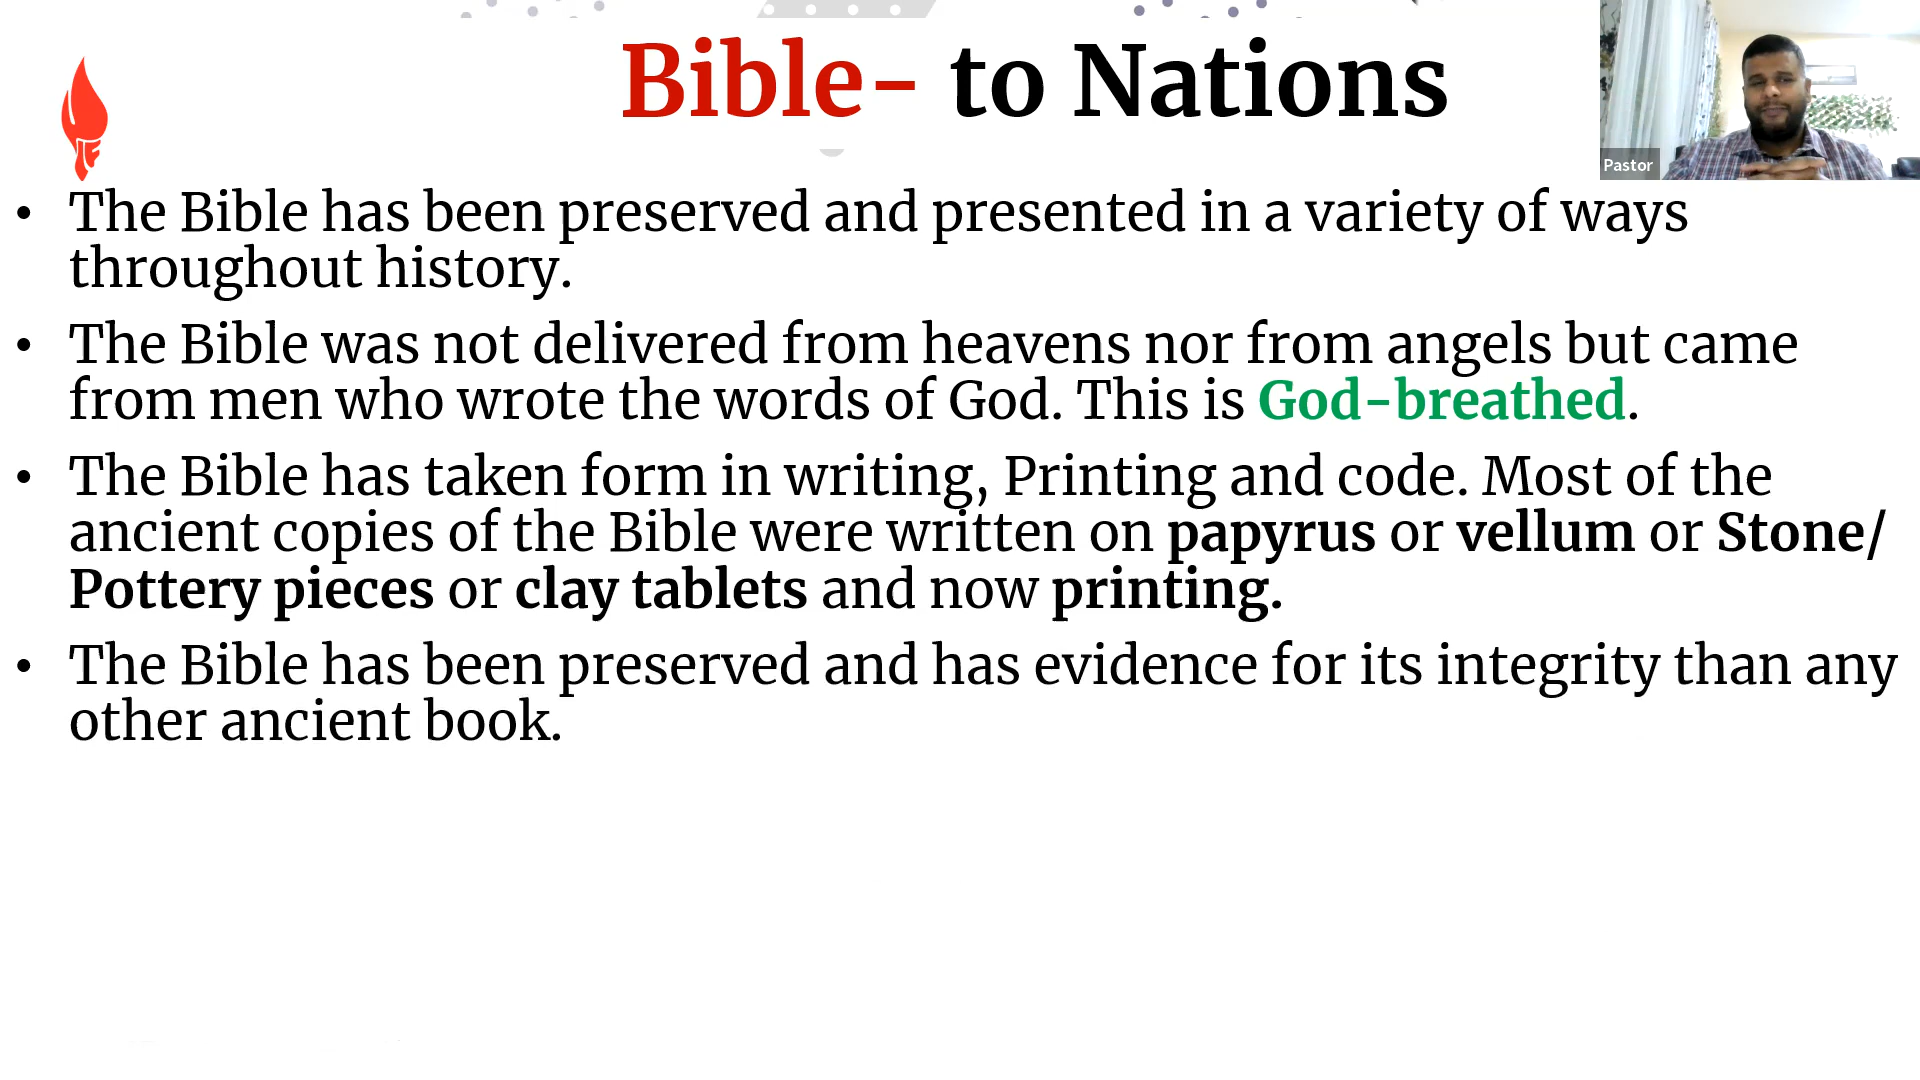 Bible- to Nations
Pastor
• The Bible has been preserved and presented in a variety of ways
throughout history.
• The Bible was not delivered from heavens nor from angels but came
from men who wrote the words of God. This is God-breathed.
• The Bible has taken form in writing, Printing and code. Most of the
ancient copies of the Bible were written on papyrus or vellum or Stone/
Pottery pieces or clay tablets and now printing.
• The Bible has been preserved and has evidence for its integrity than any
other ancient book.